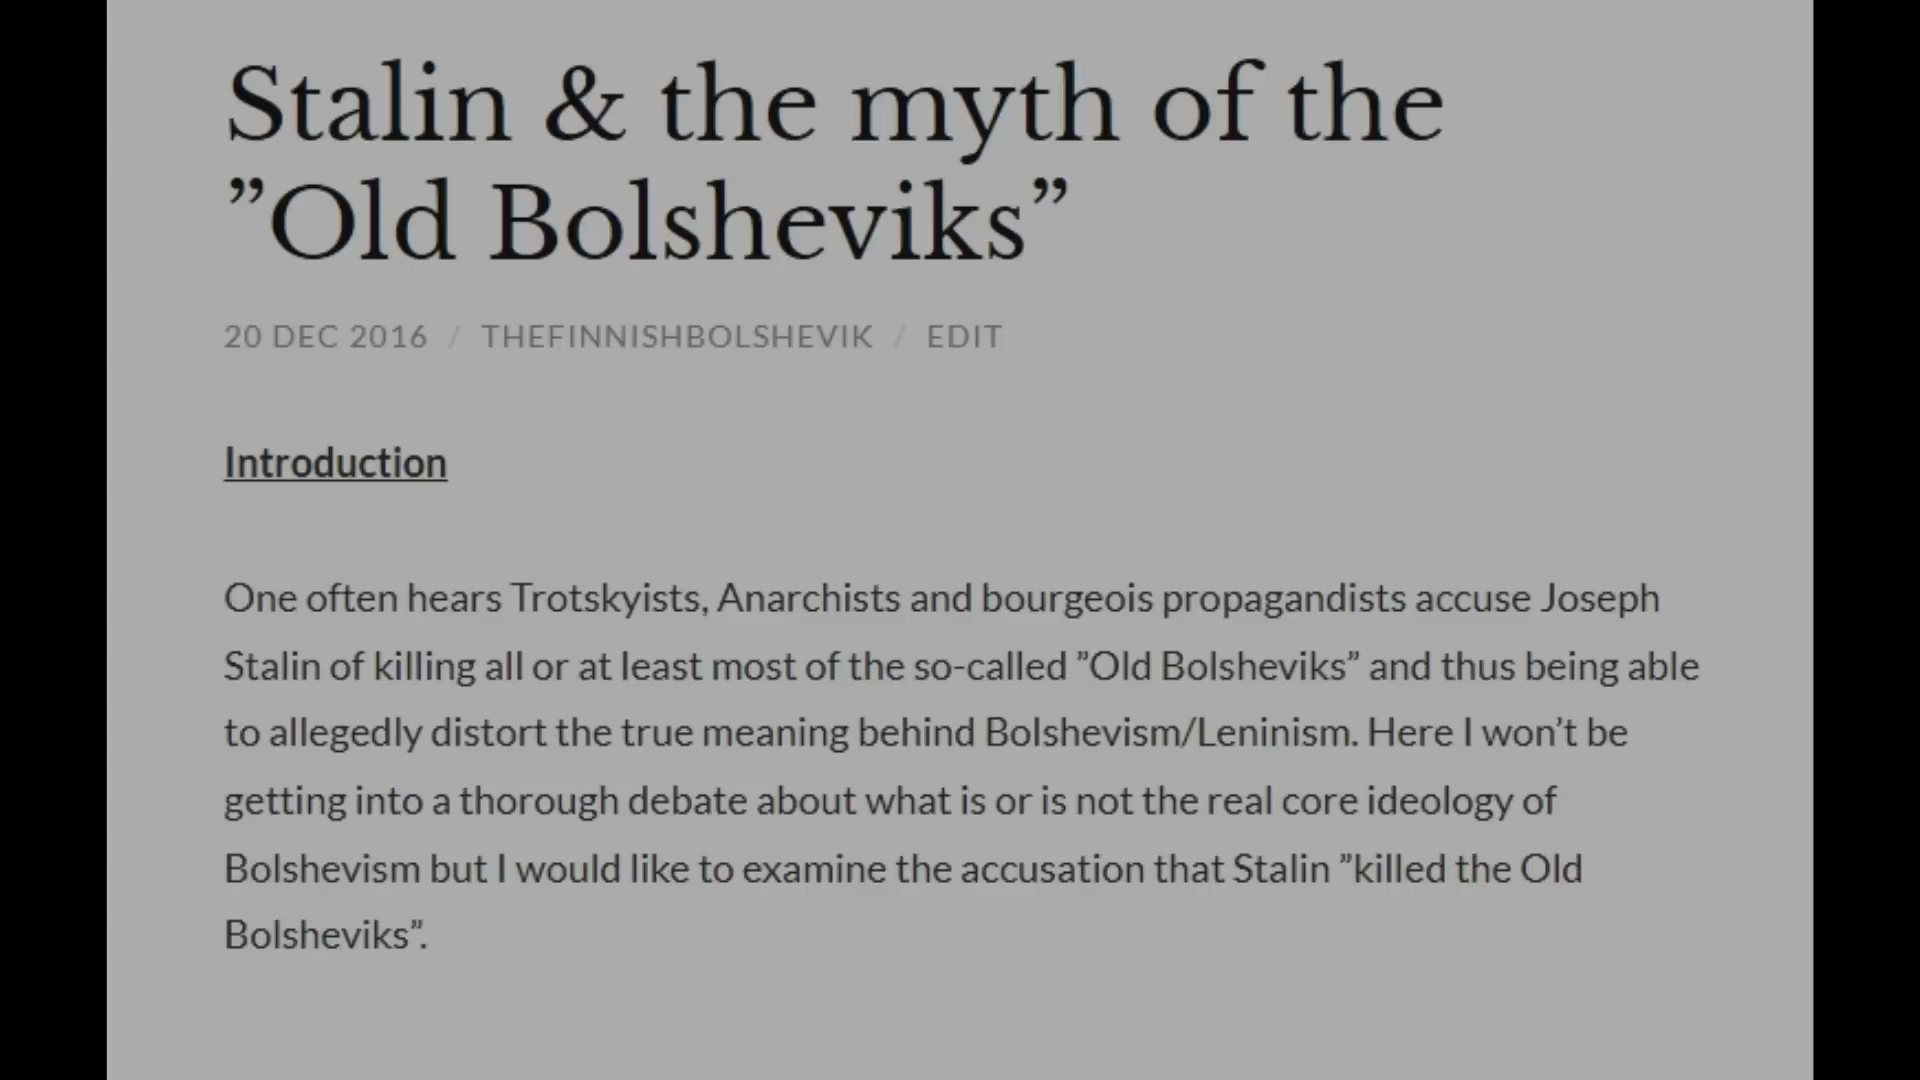 Stalin & the myth of the
”Old Bolsheviks”
20 DEC 2016 / THEFINNISHBOLSHEVIK / EDIT
Introduction
One often hears Trotskyists, Anarchists and bourgeois propagandists accuse Joseph
Stalin of killing all or at least most of the so-called ”Old Bolsheviks” and thus being able
to allegedly distort the true meaning behind Bolshevism/Leninism. Here I won’t be
getting into a thorough debate about what is or is not the real core ideology of
Bolshevism but I would like to examine the accusation that Stalin ”killed the Old
Bolsheviks”.